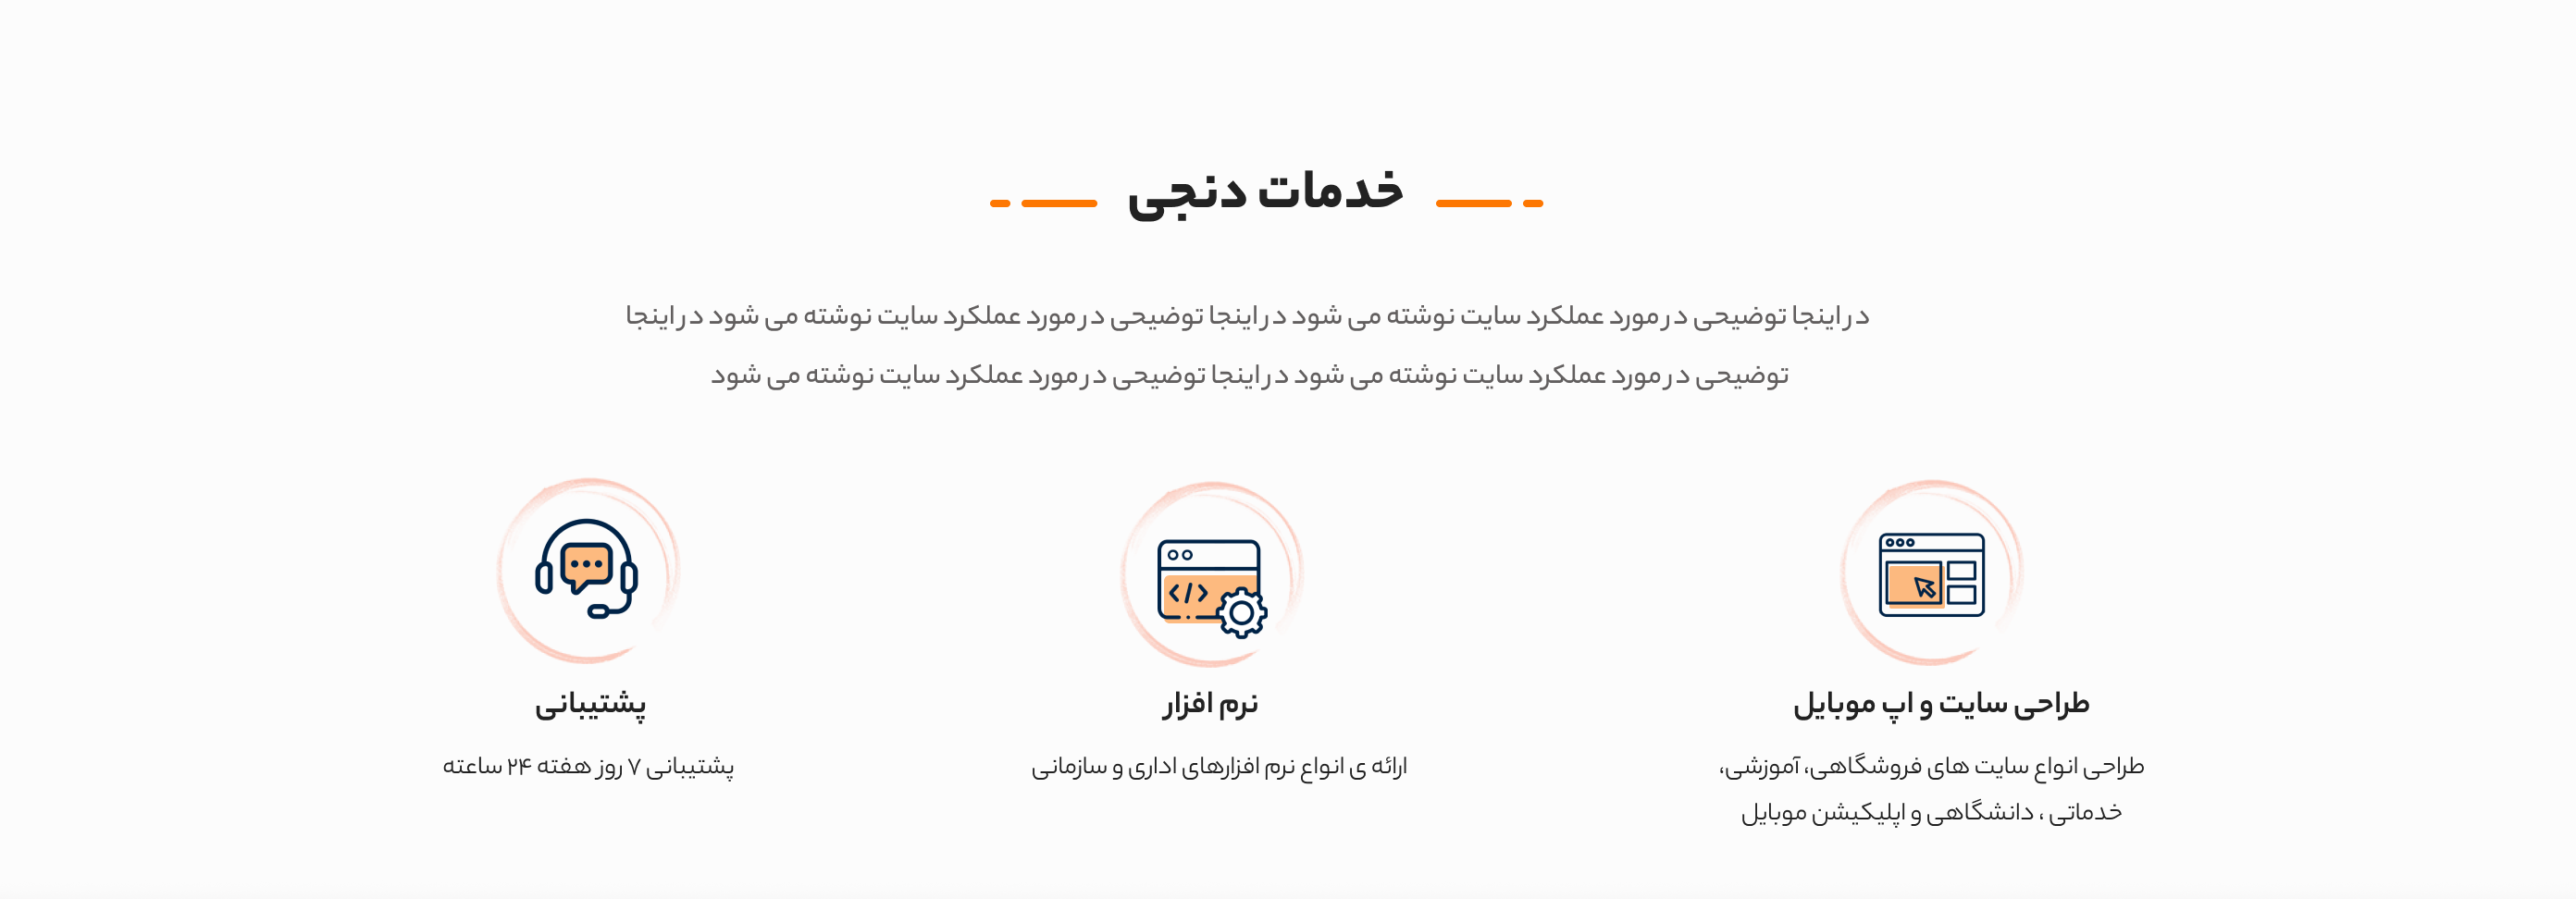 خدمات دنجی
در اینجا توضیحی در مورد عملکرد سایت نوشته می شود در اینجا توضیحی در مورد عملکرد سایت نوشته می شود در اینجا
توضیحی در مورد عملکرد سایت نوشته می شود در اینجا توضیحی در مورد عملکرد سایت نوشته می شود
طراحی سایت و اپ موبایل
طراحی انواع سایت های فروشگاهی، آموزشی،
خدماتی ، دانشگاهی و اپلیکیشن موبایل
نرم افزار
ارائه ی انواع نرم افزارهای اداری و سازمانی
پشتیبانی
پشتیبانی ۷ روز هفته ۲۴ ساعته